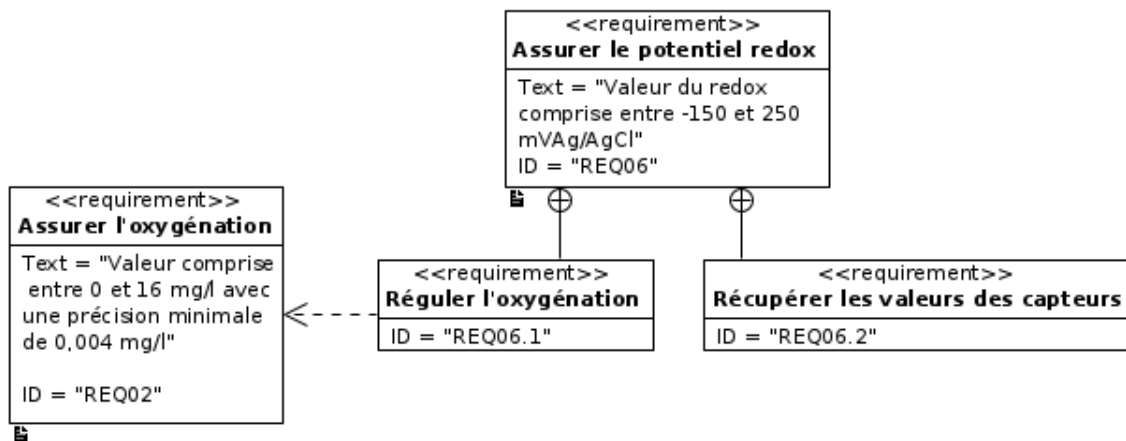 <<requirement>>
Assurer le potentiel redox
Text = "Valeur du redox
comprise entre -150 et 250
mVAg/AgCl"
ID = "REQ06"
<<requirement>>
Assurer l'oxygénation
Text = "Valeur comprise
entre 0 et 16 mg/l avec
une précision minimale
de 0,004 mg/l"
ID = "REQ02"
<<requirement>>
Réguler l'oxygénation
ID = "REQ06.1"
<<requirement>>
Récupérer les valeurs des capteurs
ID = "REQ06.2"